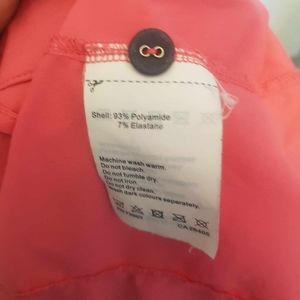 Shell: 93% Polyamide
7% Elastane
Machine wash warm.
Do not bleach.
Do not tumble dry.
Do not iron.
Do not dry clean.
Wash dark colours separately.